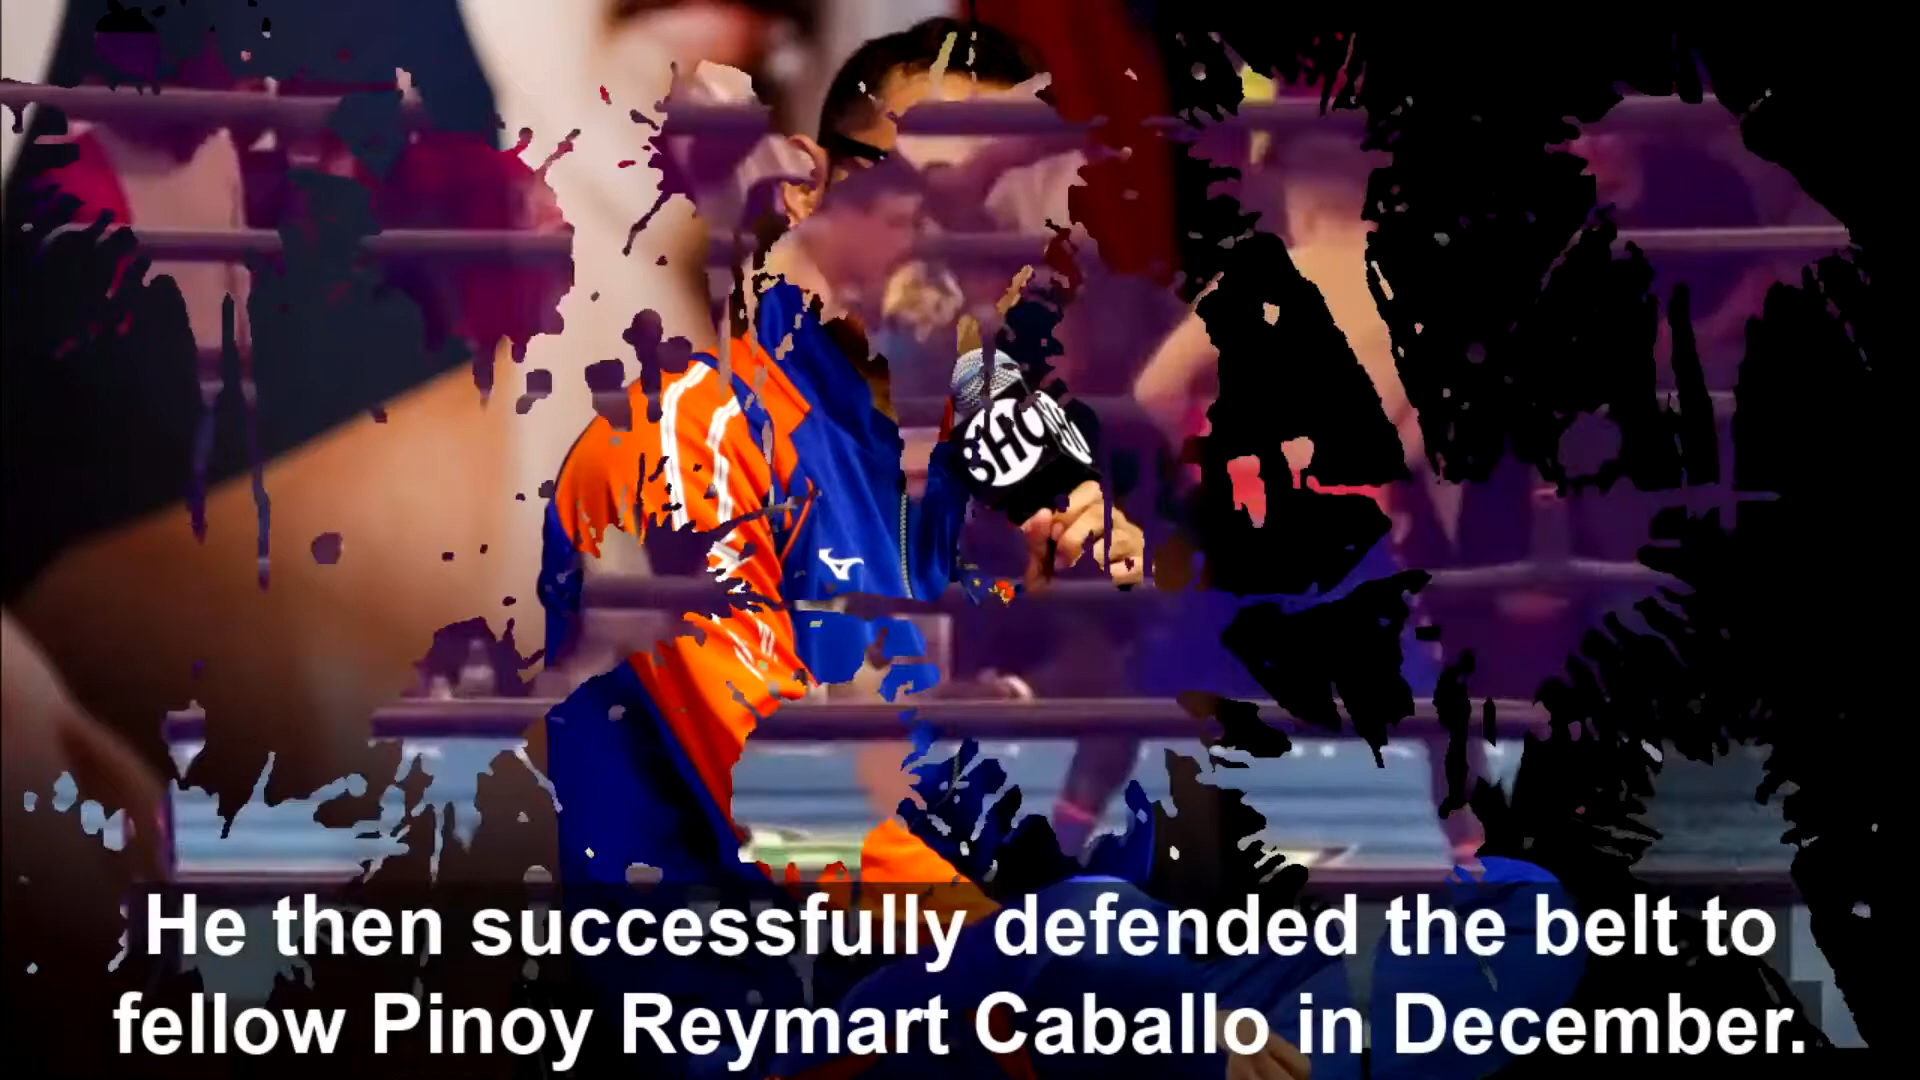 He then successfully defended the belt to
fellow Pinoy Reymart Caballo in December.